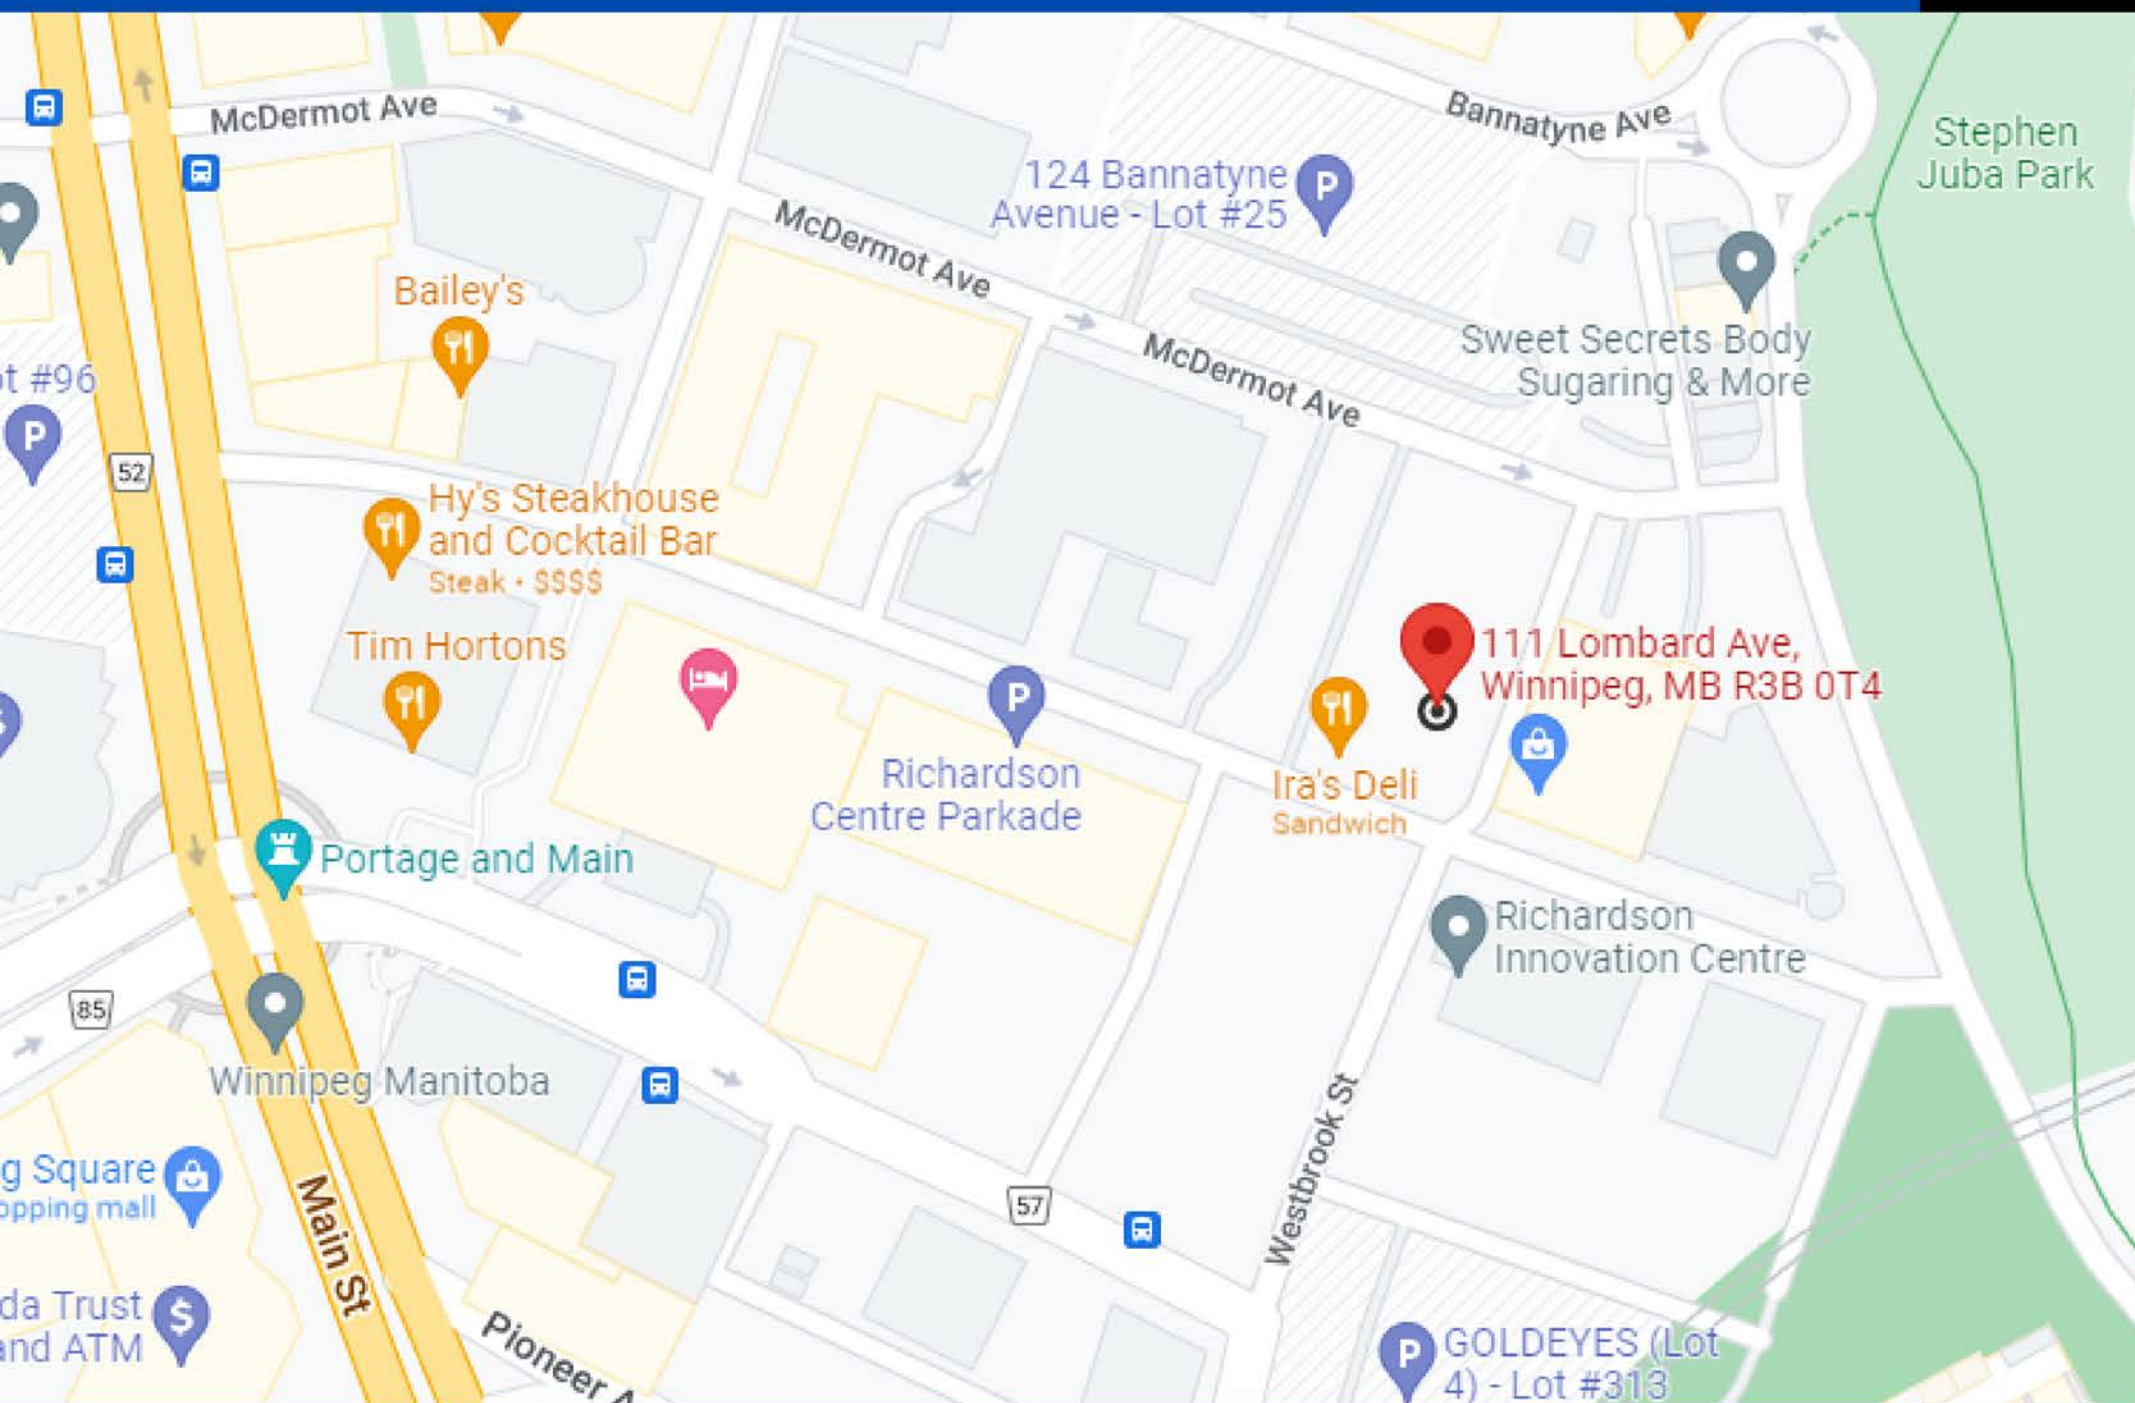 McDermot Ave
Bannatyne Ave
Stephen
Juba Park
124 Bannatyne
Avenue - Lot #25
P
McDermot Ave
Bailey's
McDermot Ave
Sweet Secrets Body
Sugaring & More
t #96
P
52
Hy's Steakhouse
and Cocktail Bar
Steak • $$$$
Tim Hortons
111 Lombard Ave,
Winnipeg, MB R3B 0T4
P
Richardson
Centre Parkade
Ira's Deli
Sandwich
Portage and Main
Richardson
Innovation Centre
85
Winnipeg Manitoba
Westbrook St
g Square
opping mall
Main St
57
da Trust
and ATM
$
Pioneer A
P
GOLDEYES (Lot
4) - Lot #313